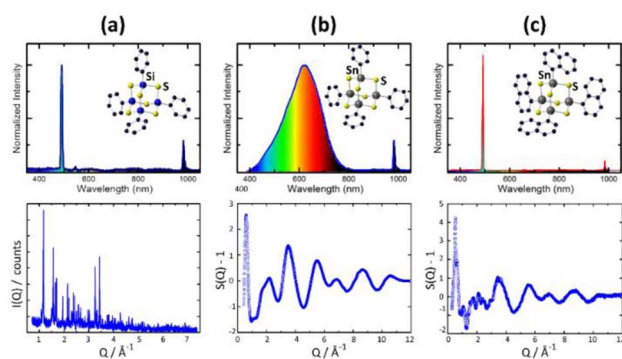 (a)
(b)
(c)
Normalized Intensity
Si
S
400
600
800
1000
Wavelength (nm)
Normalized Intensity
Sn
S
400
600
800
1000
Wavelength (nm)
Normalized Intensity
Sn
S
400
600
800
1000
Wavelength (nm)
I(Q) / counts
1
2
3
4
5
6
7
Q / Å⁻¹
S(Q) - 1
3
2
1
0
-1
-2
0
2
4
6
8
10
12
Q / Å⁻¹
S(Q) - 1
5
4
3
2
1
0
-1
-2
0
2
4
6
8
10
12
Q / Å⁻¹